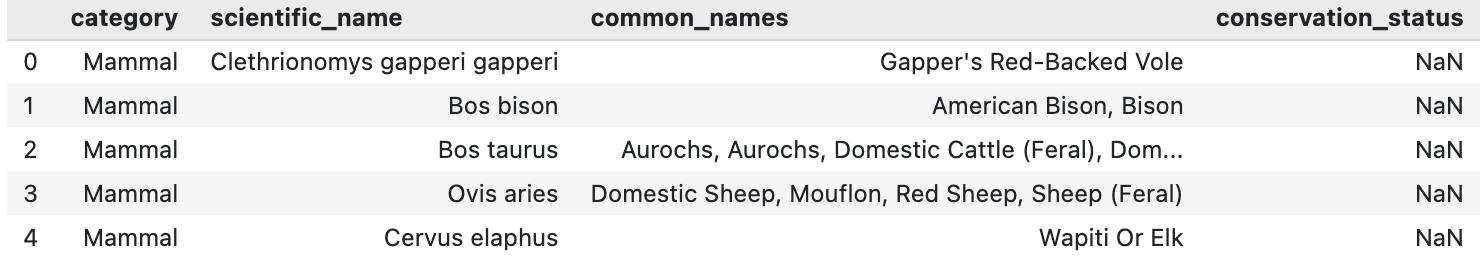 category scientific_name common_names conservation_status
0 Mammal Clethrionomys gapperi gapperi Gapper's Red-Backed Vole NaN
1 Mammal Bos bison American Bison, Bison NaN
2 Mammal Bos taurus Aurochs, Aurochs, Domestic Cattle (Feral), Dom... NaN
3 Mammal Ovis aries Domestic Sheep, Mouflon, Red Sheep, Sheep (Feral) NaN
4 Mammal Cervus elaphus Wapiti Or Elk NaN